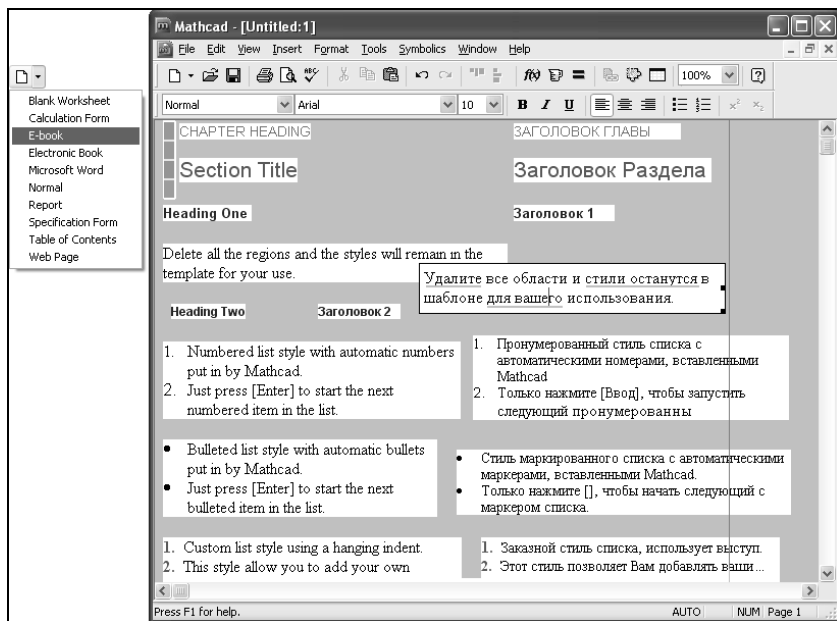 Mathcad - [Untitled:1]
File Edit View Insert Format Tools Symbolics Window Help
100%
Normal Arial 10 B I U
Blank Worksheet
Calculation Form
E-book
Electronic Book
Microsoft Word
Normal
Report
Specification Form
Table of Contents
Web Page
CHAPTER HEADING
ЗАГОЛОВОК ГЛАВЫ
Section Title
Заголовок Раздела
Heading One
Заголовок 1
Delete all the regions and the styles will remain in the
template for your use.
Удалите все области и стили останутся в
шаблоне для вашего использования.
Heading Two
Заголовок 2
1. Numbered list style with automatic numbers
put in by Mathcad.
2. Just press [Enter] to start the next
numbered item in the list.
1. Пронумерованный стиль списка с
автоматическими номерами, вставленными
Mathcad
2. Только нажмите [Ввод], чтобы запустить
следующий пронумерованны
• Bulleted list style with automatic bullets
put in by Mathcad.
• Just press [Enter] to start the next
bulleted item in the list.
• Стиль маркированного списка с автоматическими
маркерами, вставленными Mathcad.
• Только нажмите [], чтобы начать следующий с
маркером списка.
1. Custom list style using a hanging indent.
2. This style allow you to add your own
1. Заказной стиль списка, использует выступ.
2. Этот стиль позволяет Вам добавлять ваши...
Press F1 for help.
AUTO NUM Page 1